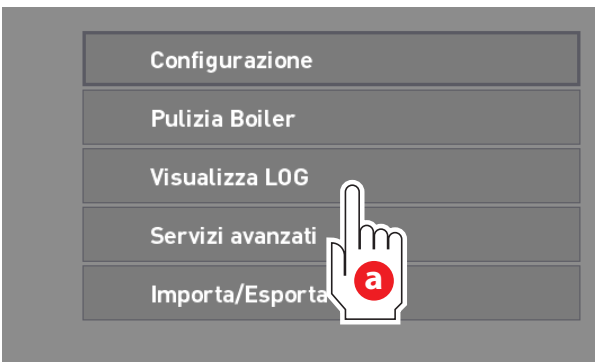 Configurazione
Pulizia Boiler
Visualizza LOG
Servizi avanzati
Importa/Esporta
a